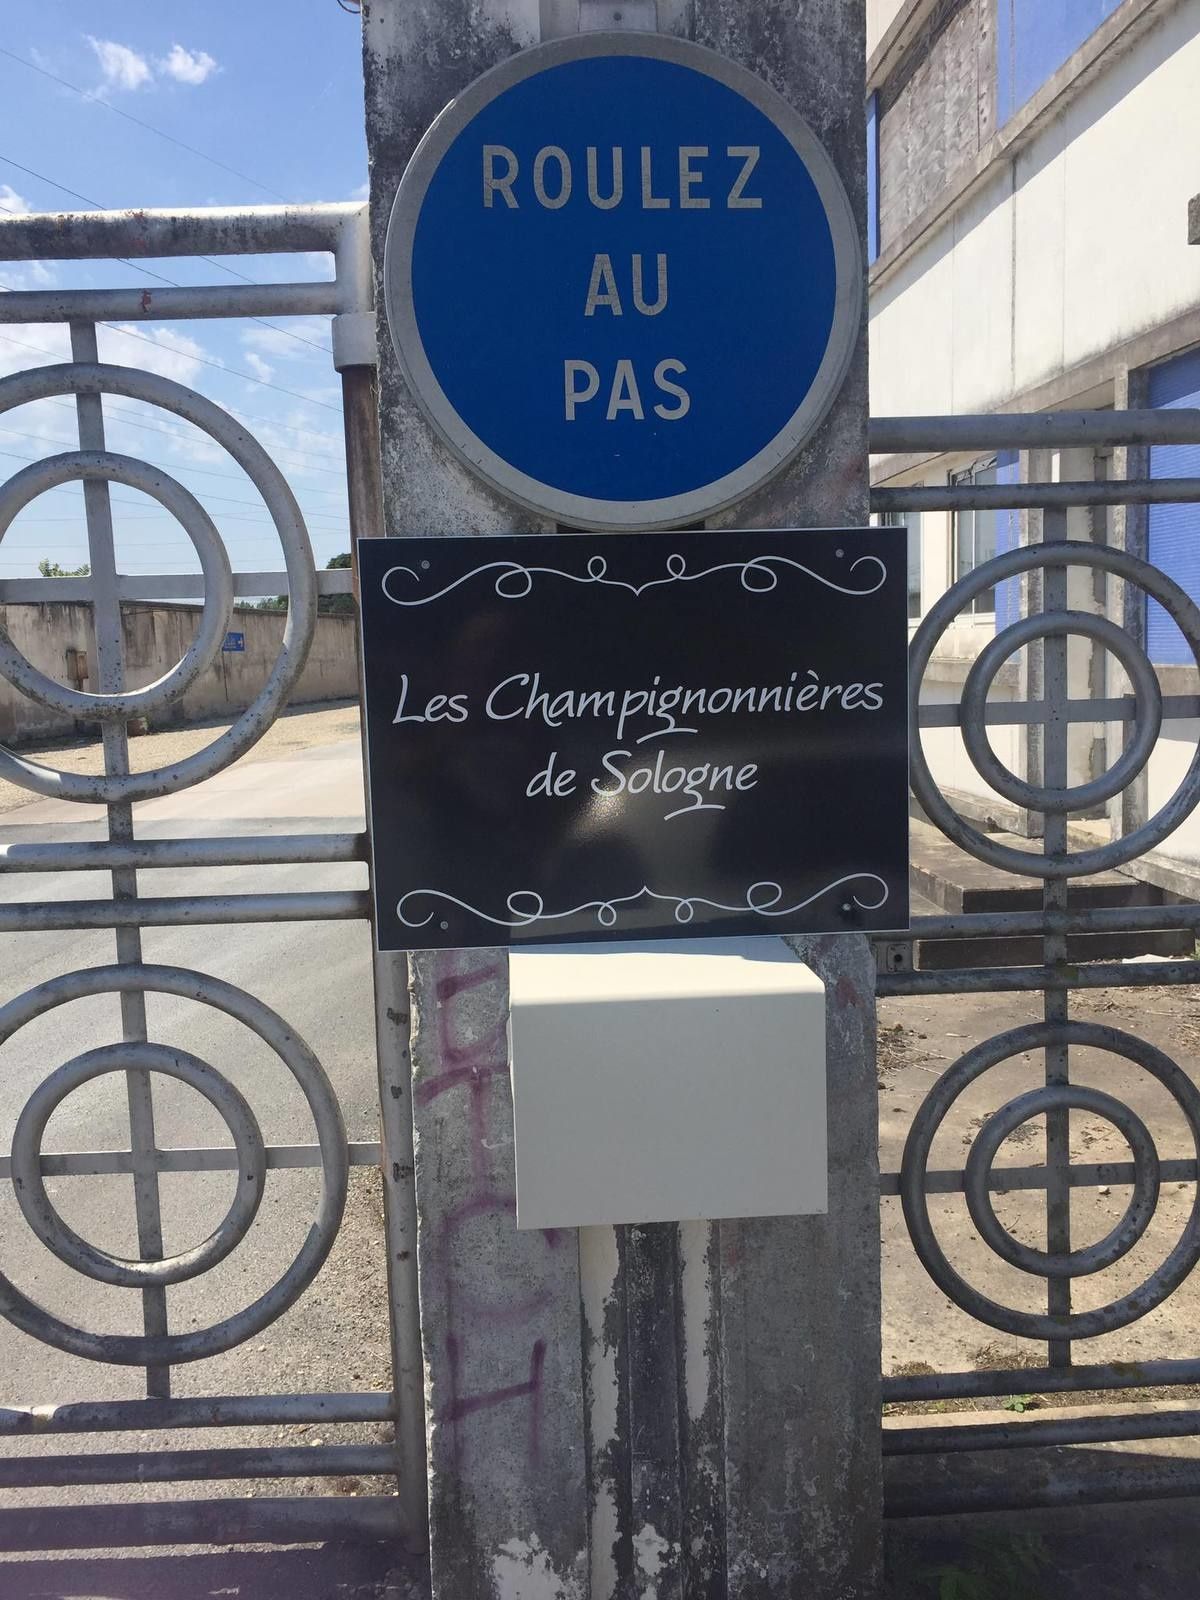 ROULEZ
AU
PAS
Les Champignonnières
de Sologne